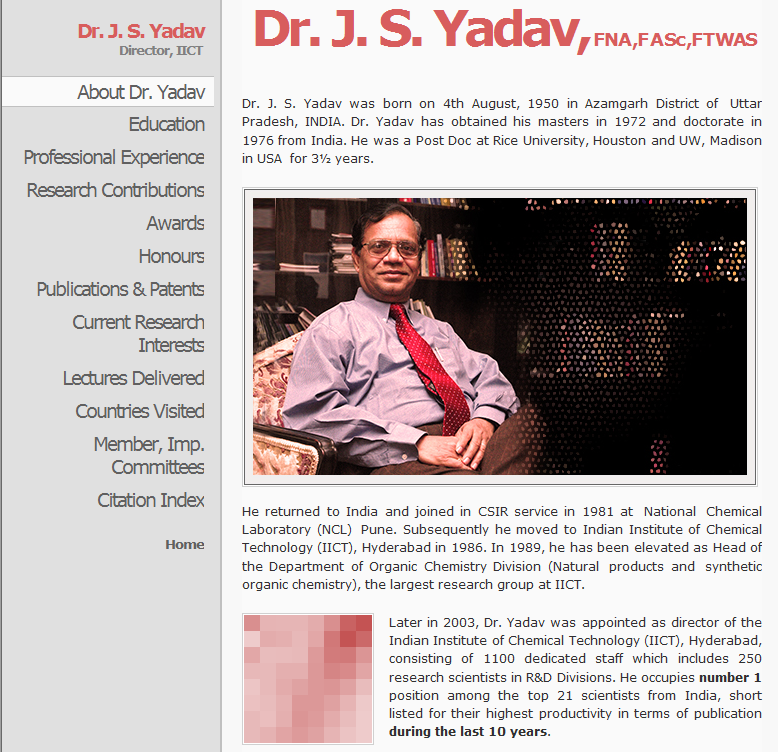 Dr. J. S. Yadav
Director, IICT
About Dr. Yadav
Education
Professional Experience
Research Contributions
Awards
Honours
Publications & Patents
Current Research
Interests
Lectures Delivered
Countries Visited
Member, Imp.
Committees
Citation Index
Home
Dr. J. S. Yadav, FNA,FASc,FTWAS
Dr. J. S. Yadav was born on 4th August, 1950 in Azamgarh District of Uttar
Pradesh, INDIA. Dr. Yadav has obtained his masters in 1972 and doctorate in
1976 from India. He was a Post Doc at Rice University, Houston and UW, Madison
in USA for 3½ years.
He returned to India and joined in CSIR service in 1981 at National Chemical
Laboratory (NCL) Pune. Subsequently he moved to Indian Institute of Chemical
Technology (IICT), Hyderabad in 1986. In 1989, he has been elevated as Head of
the Department of Organic Chemistry Division (Natural products and synthetic
organic chemistry), the largest research group at IICT.
Later in 2003, Dr. Yadav was appointed as director of the
Indian Institute of Chemical Technology (IICT), Hyderabad,
consisting of 1100 dedicated staff which includes 250
research scientists in R&D Divisions. He occupies number 1
position among the top 21 scientists from India, short
listed for their highest productivity in terms of publication
during the last 10 years.